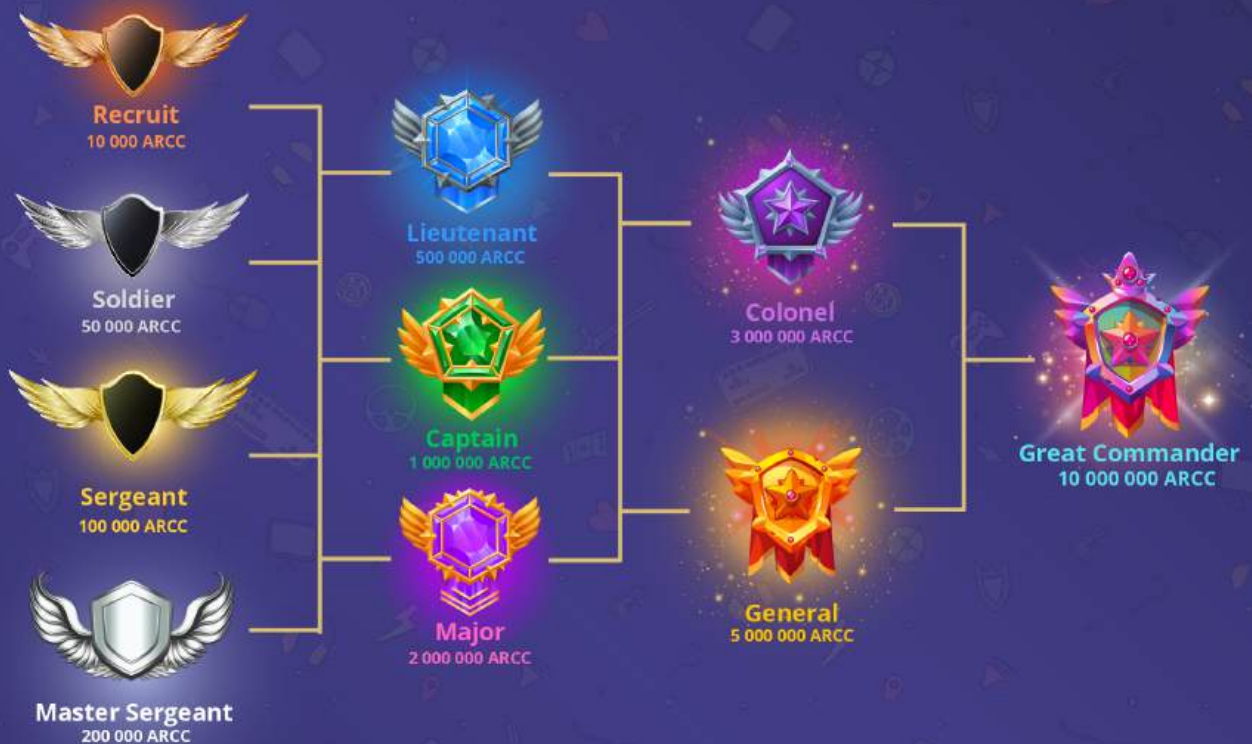 Recruit
10 000 ARCC
Soldier
50 000 ARCC
Sergeant
100 000 ARCC
Master Sergeant
200 000 ARCC
Lieutenant
500 000 ARCC
Captain
1 000 000 ARCC
Major
2 000 000 ARCC
Colonel
3 000 000 ARCC
General
5 000 000 ARCC
Great Commander
10 000 000 ARCC